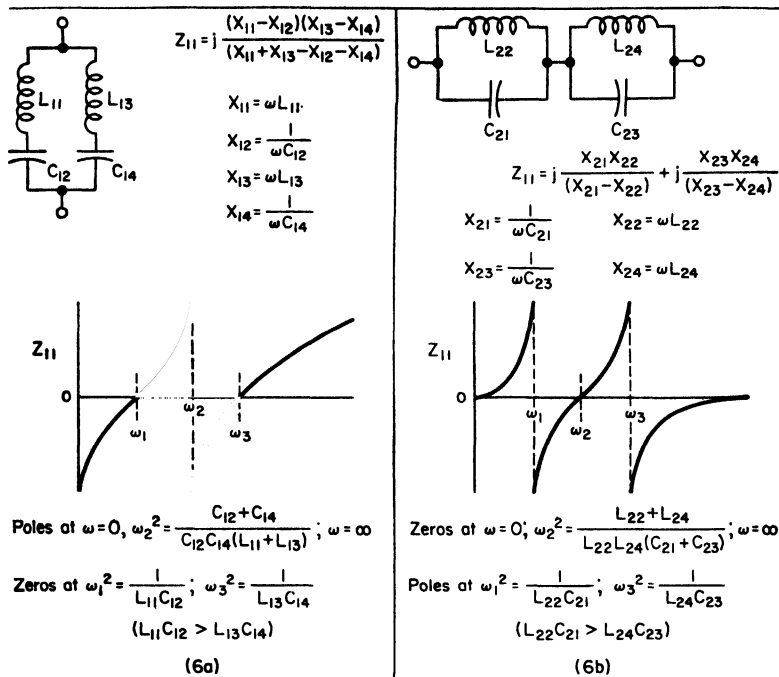 L₁₁
L₁₃
C₁₂
C₁₄
Z₁₁ = j (X₁₁–X₁₂)(X₁₃–X₁₄) / (X₁₁+X₁₃–X₁₂–X₁₄)
X₁₁ = ωL₁₁.
X₁₂ = 1 / ωC₁₂
X₁₃ = ωL₁₃
X₁₄ = 1 / ωC₁₄
Z₁₁
0
ω₁
ω₂
ω₃
Poles at ω=0, ω₂² = C₁₂+C₁₄ / C₁₂C₁₄(L₁₁+L₁₃) ; ω=∞
Zeros at ω₁² = 1 / L₁₁C₁₂ ; ω₃² = 1 / L₁₃C₁₄
(L₁₁C₁₂ > L₁₃C₁₄)
(6a)
L₂₂
L₂₄
C₂₁
C₂₃
Z₁₁ = j X₂₁X₂₂ / (X₂₁–X₂₂) + j X₂₃X₂₄ / (X₂₃–X₂₄)
X₂₁ = 1 / ωC₂₁ X₂₂ = ωL₂₂
X₂₃ = 1 / ωC₂₃ X₂₄ = ωL₂₄
Z₁₁
0
ω₁
ω₂
ω₃
Zeros at ω=0; ω₂² = L₂₂+L₂₄ / L₂₂L₂₄(C₂₁+C₂₃) ; ω=∞
Poles at ω₁² = 1 / L₂₂C₂₁ ; ω₃² = 1 / L₂₄C₂₃
(L₂₂C₂₁ > L₂₄C₂₃)
(6b)